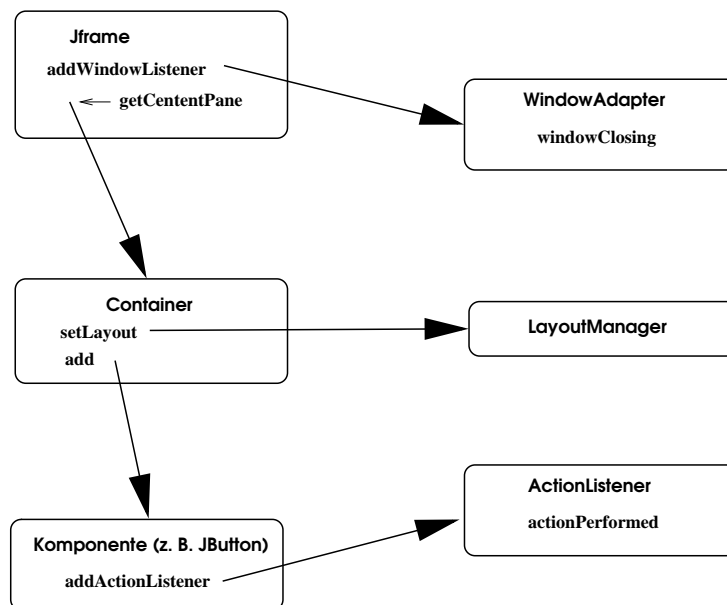 Jframe
addWindowListener
getCententPane
WindowAdapter
windowClosing
Container
setLayout
add
LayoutManager
ActionListener
actionPerformed
Komponente (z. B. JButton)
addActionListener